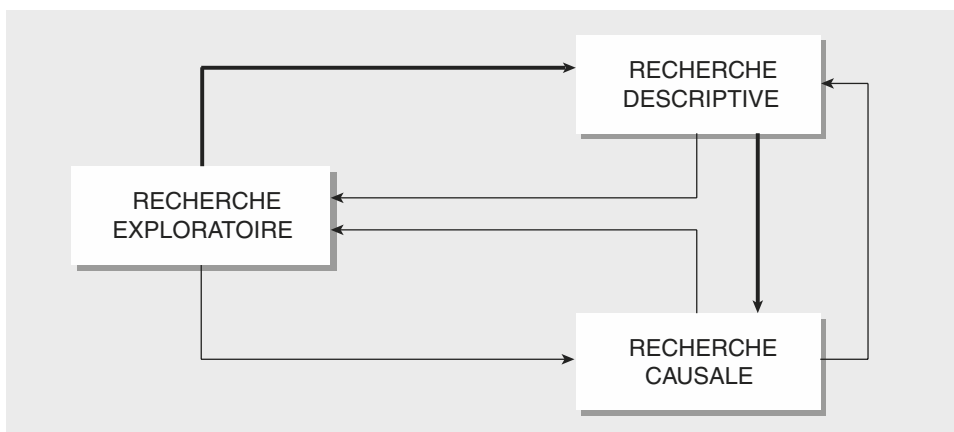 RECHERCHE
DESCRIPTIVE
RECHERCHE
EXPLORATOIRE
RECHERCHE
CAUSALE